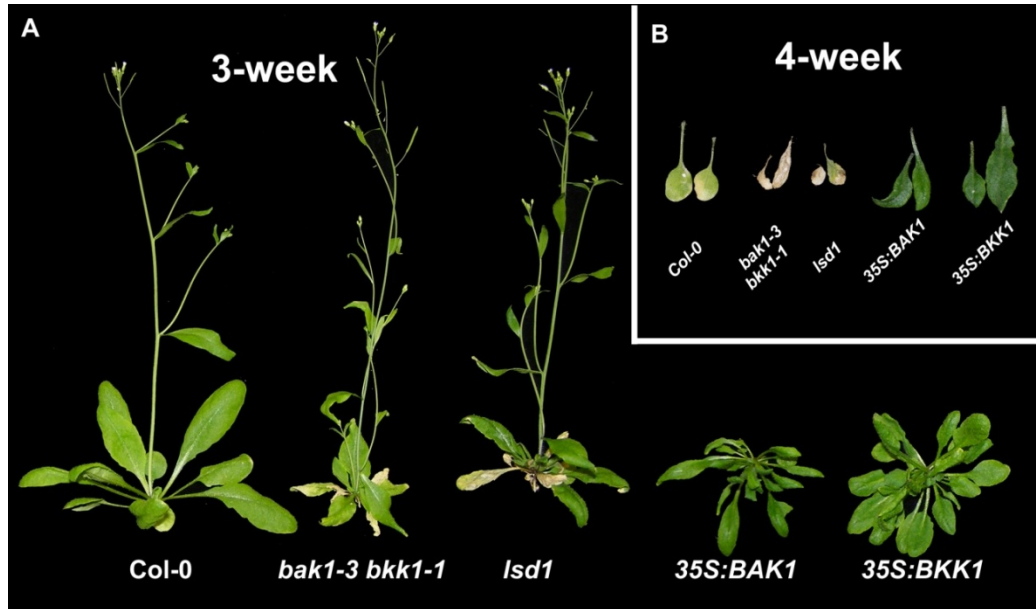 A
3-week
B
4-week
Col-0
bak1-3
bkk1-1
lsd1
35S:BAK1
35S:BKK1
Col-0
bak1-3 bkk1-1
lsd1
35S:BAK1
35S:BKK1